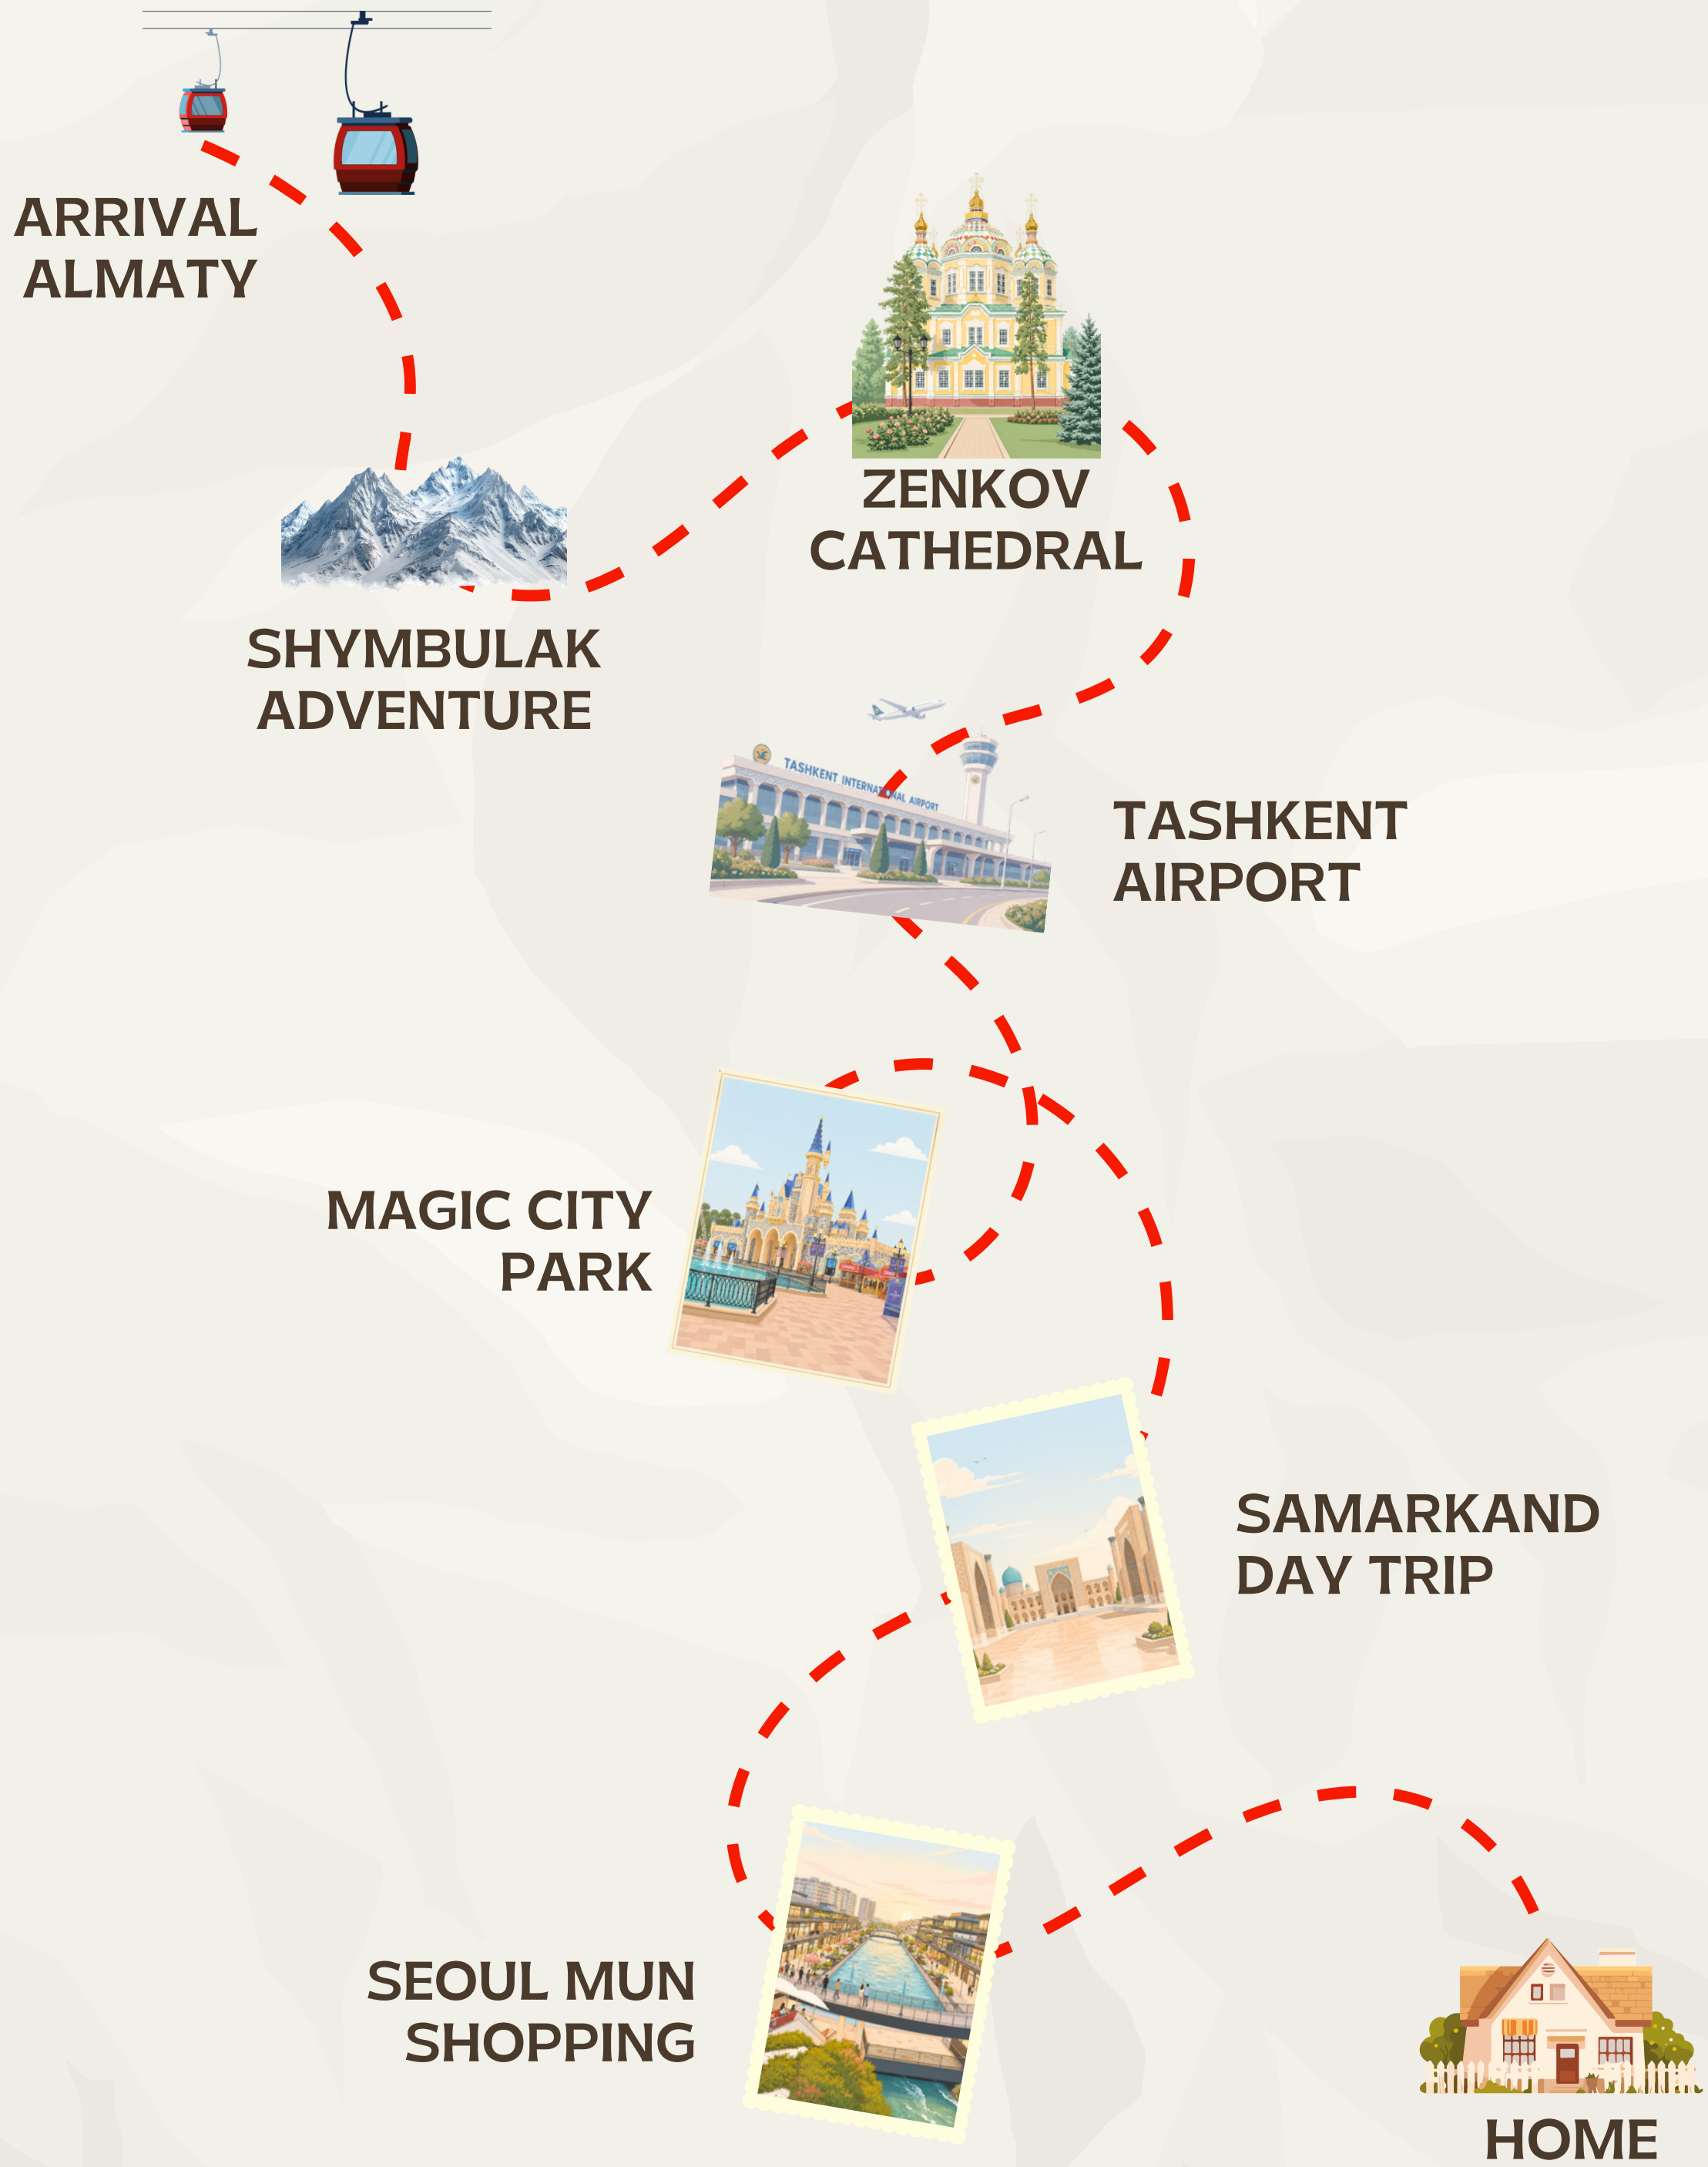 ARRIVAL
ALMATY
ZENKOV
CATHEDRAL
SHYMBULAK
ADVENTURE
TASHKENT INTERNATIONAL AIRPORT
TASHKENT
AIRPORT
MAGIC CITY
PARK
SAMARKAND
DAY TRIP
SEOUL MUN
SHOPPING
HOME